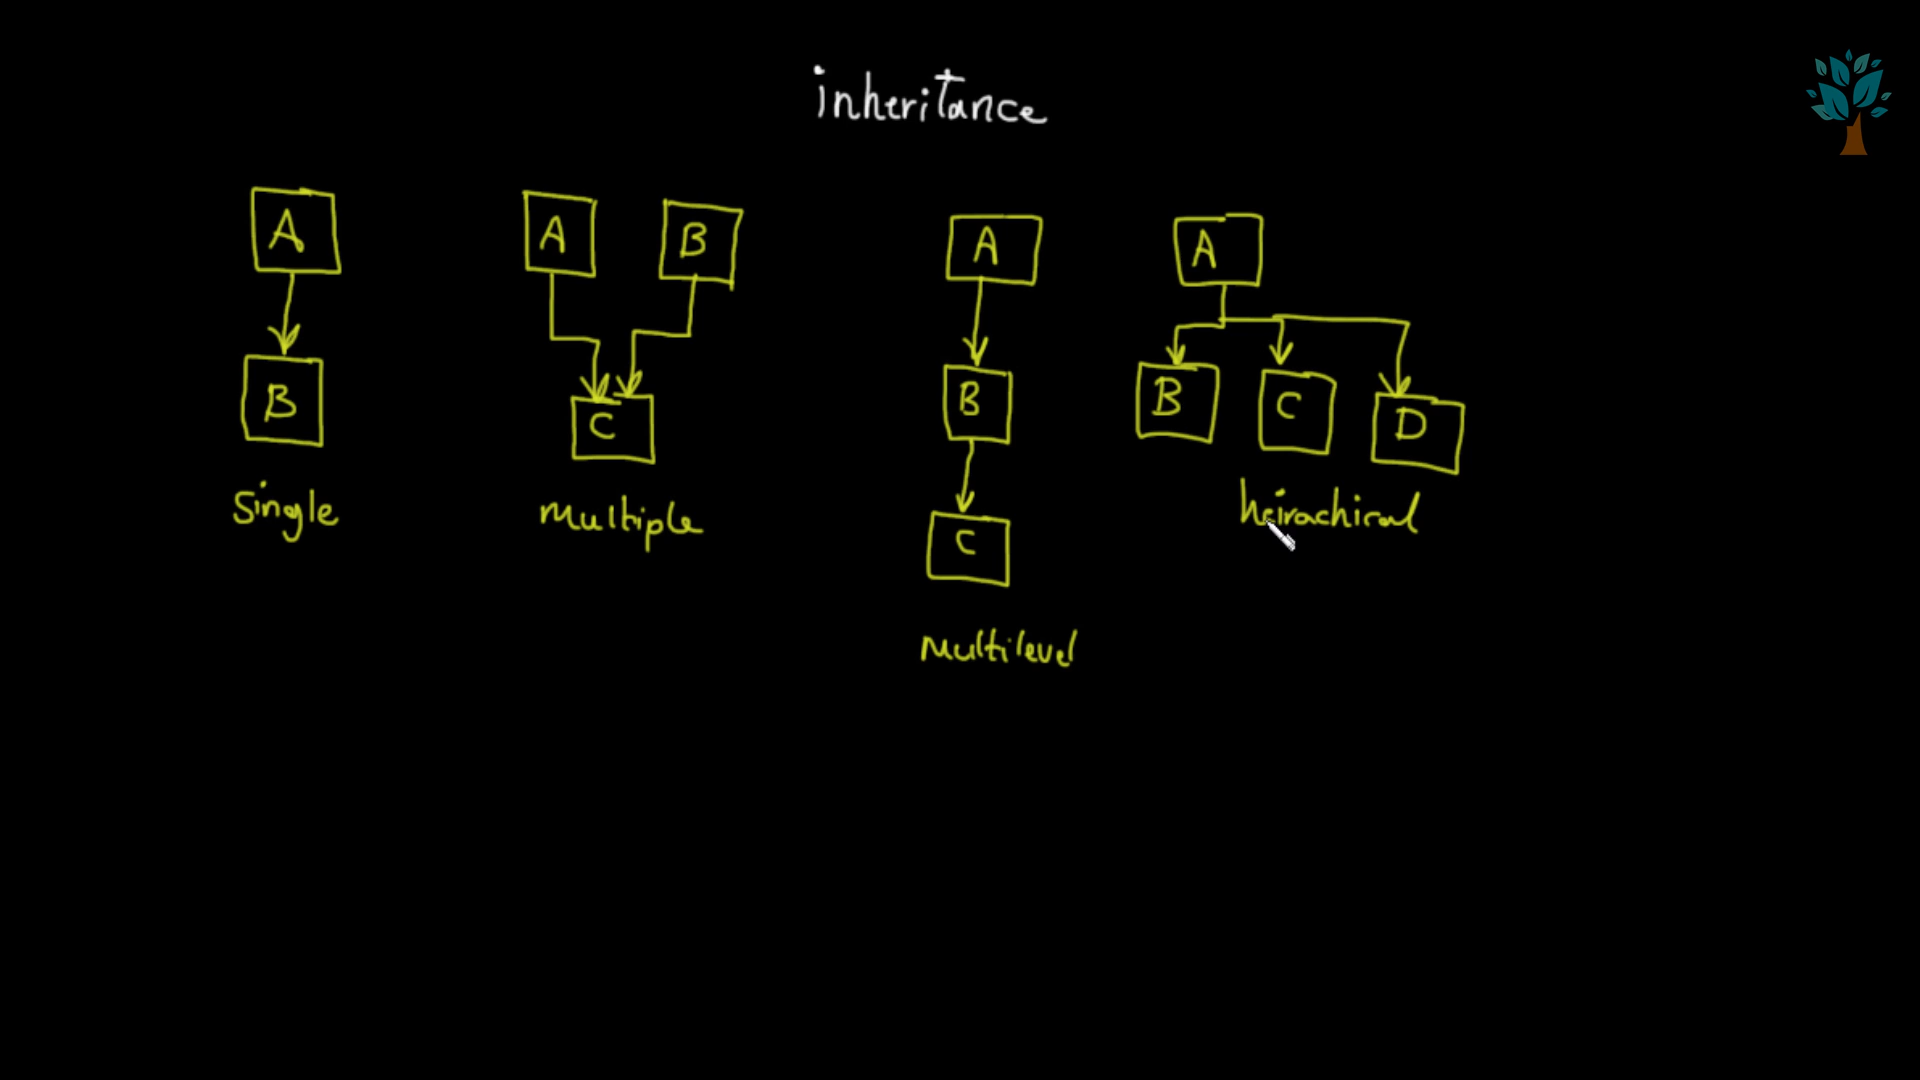 inheritance
A
B
Single
A B
C
Multiple
A
B
C
Multilevel
A
B C D
heirachiral